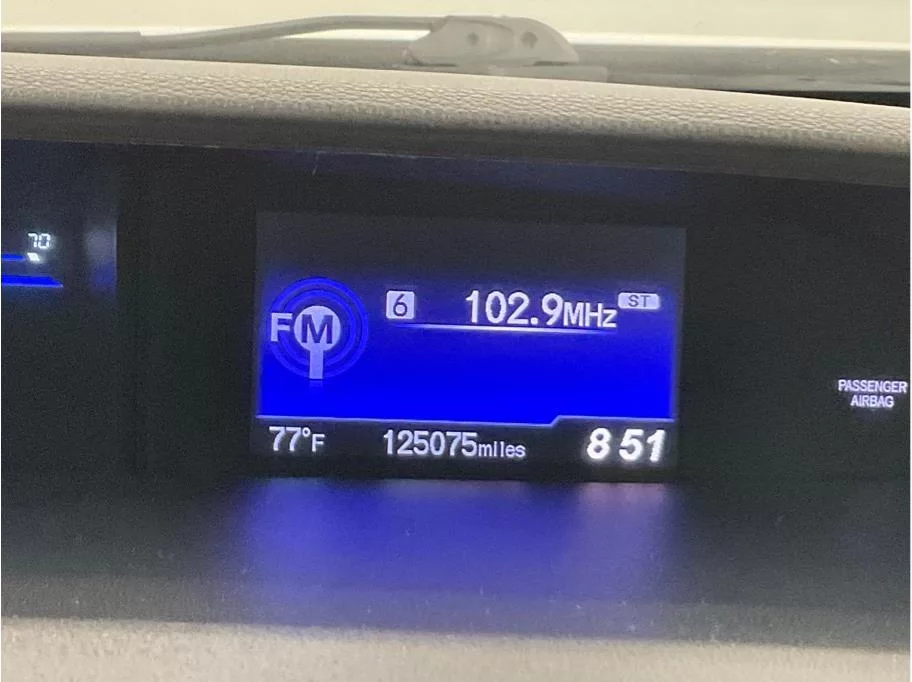 70
6 102.9MHz ST
FM
77°F 125075miles 8 51
PASSENGER
AIRBAG